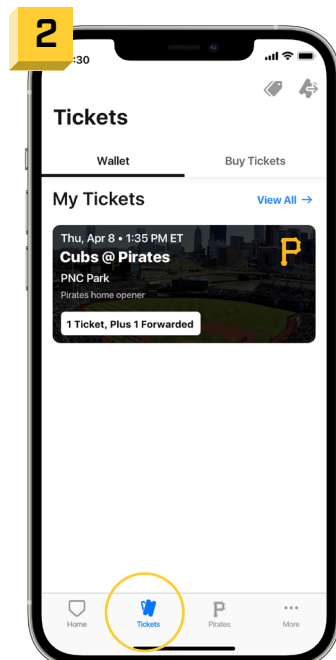 2
:30
Tickets
Wallet
Buy Tickets
My Tickets
View All →
Thu, Apr 8 • 1:35 PM ET
Cubs @ Pirates
PNC Park
Pirates home opener
1 Ticket, Plus 1 Forwarded
P
Home
Tickets
P
Pirates
More